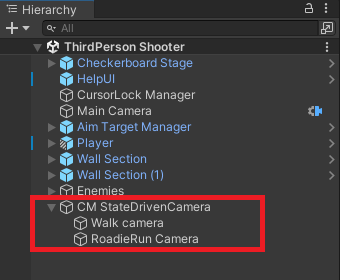 Hierarchy
All
ThirdPerson Shooter
Checkerboard Stage
HelpUI
CursorLock Manager
Main Camera
Aim Target Manager
Player
Wall Section
Wall Section (1)
Enemies
CM StateDrivenCamera
Walk camera
RoadieRun Camera